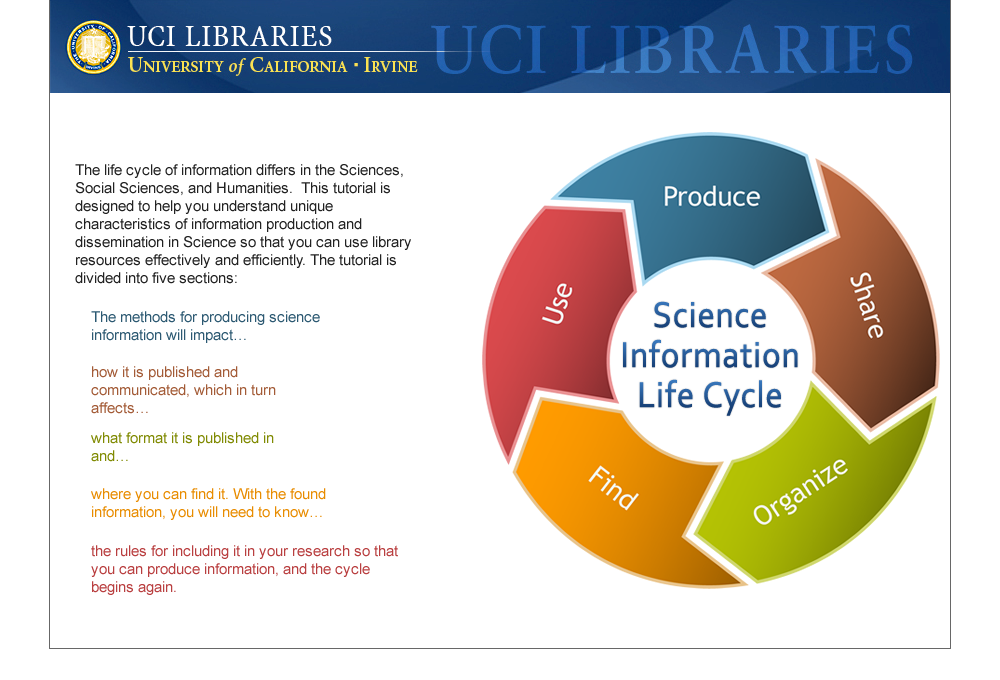 UCI LIBRARIES
UNIVERSITY of CALIFORNIA · IRVINE
UCI LIBRARIES
The life cycle of information differs in the Sciences,
Social Sciences, and Humanities.  This tutorial is
designed to help you understand unique
characteristics of information production and
dissemination in Science so that you can use library
resources effectively and efficiently. The tutorial is
divided into five sections:
The methods for producing science
information will impact…
how it is published and
communicated, which in turn
affects…
what format it is published in
and…
where you can find it. With the found
information, you will need to know…
the rules for including it in your research so that
you can produce information, and the cycle
begins again.
Produce
Share
Organize
Find
Use
Science
Information
Life Cycle